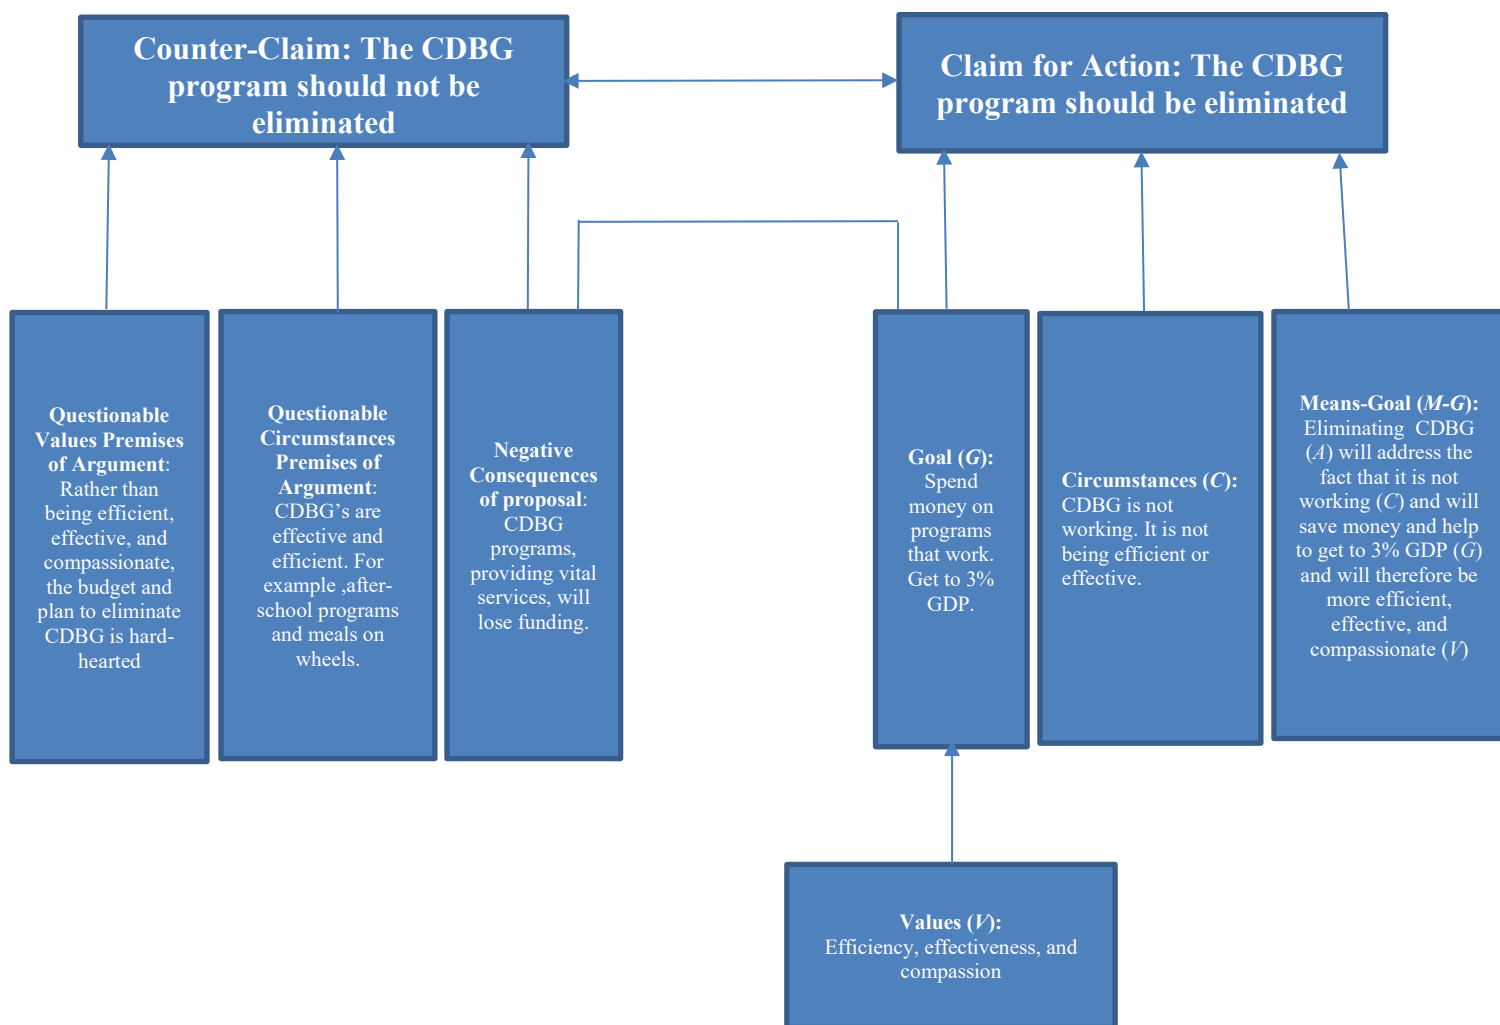 Counter-Claim: The CDBG
program should not be
eliminated
Claim for Action: The CDBG
program should be eliminated
Questionable
Values Premises
of Argument:
Rather than
being efficient,
effective, and
compassionate,
the budget and
plan to eliminate
CDBG is hard-
hearted
Questionable
Circumstances
Premises of
Argument:
CDBG’s are
effective and
efficient. For
example ,after-
school programs
and meals on
wheels.
Negative
Consequences
of proposal:
CDBG
programs,
providing vital
services, will
lose funding.
Goal (G):
Spend
money on
programs
that work.
Get to 3%
GDP.
Circumstances (C):
CDBG is not
working. It is not
being efficient or
effective.
Means-Goal (M-G):
Eliminating CDBG
(A) will address the
fact that it is not
working (C) and will
save money and help
to get to 3% GDP (G)
and will therefore be
more efficient,
effective, and
compassionate (V)
Values (V):
Efficiency, effectiveness, and
compassion